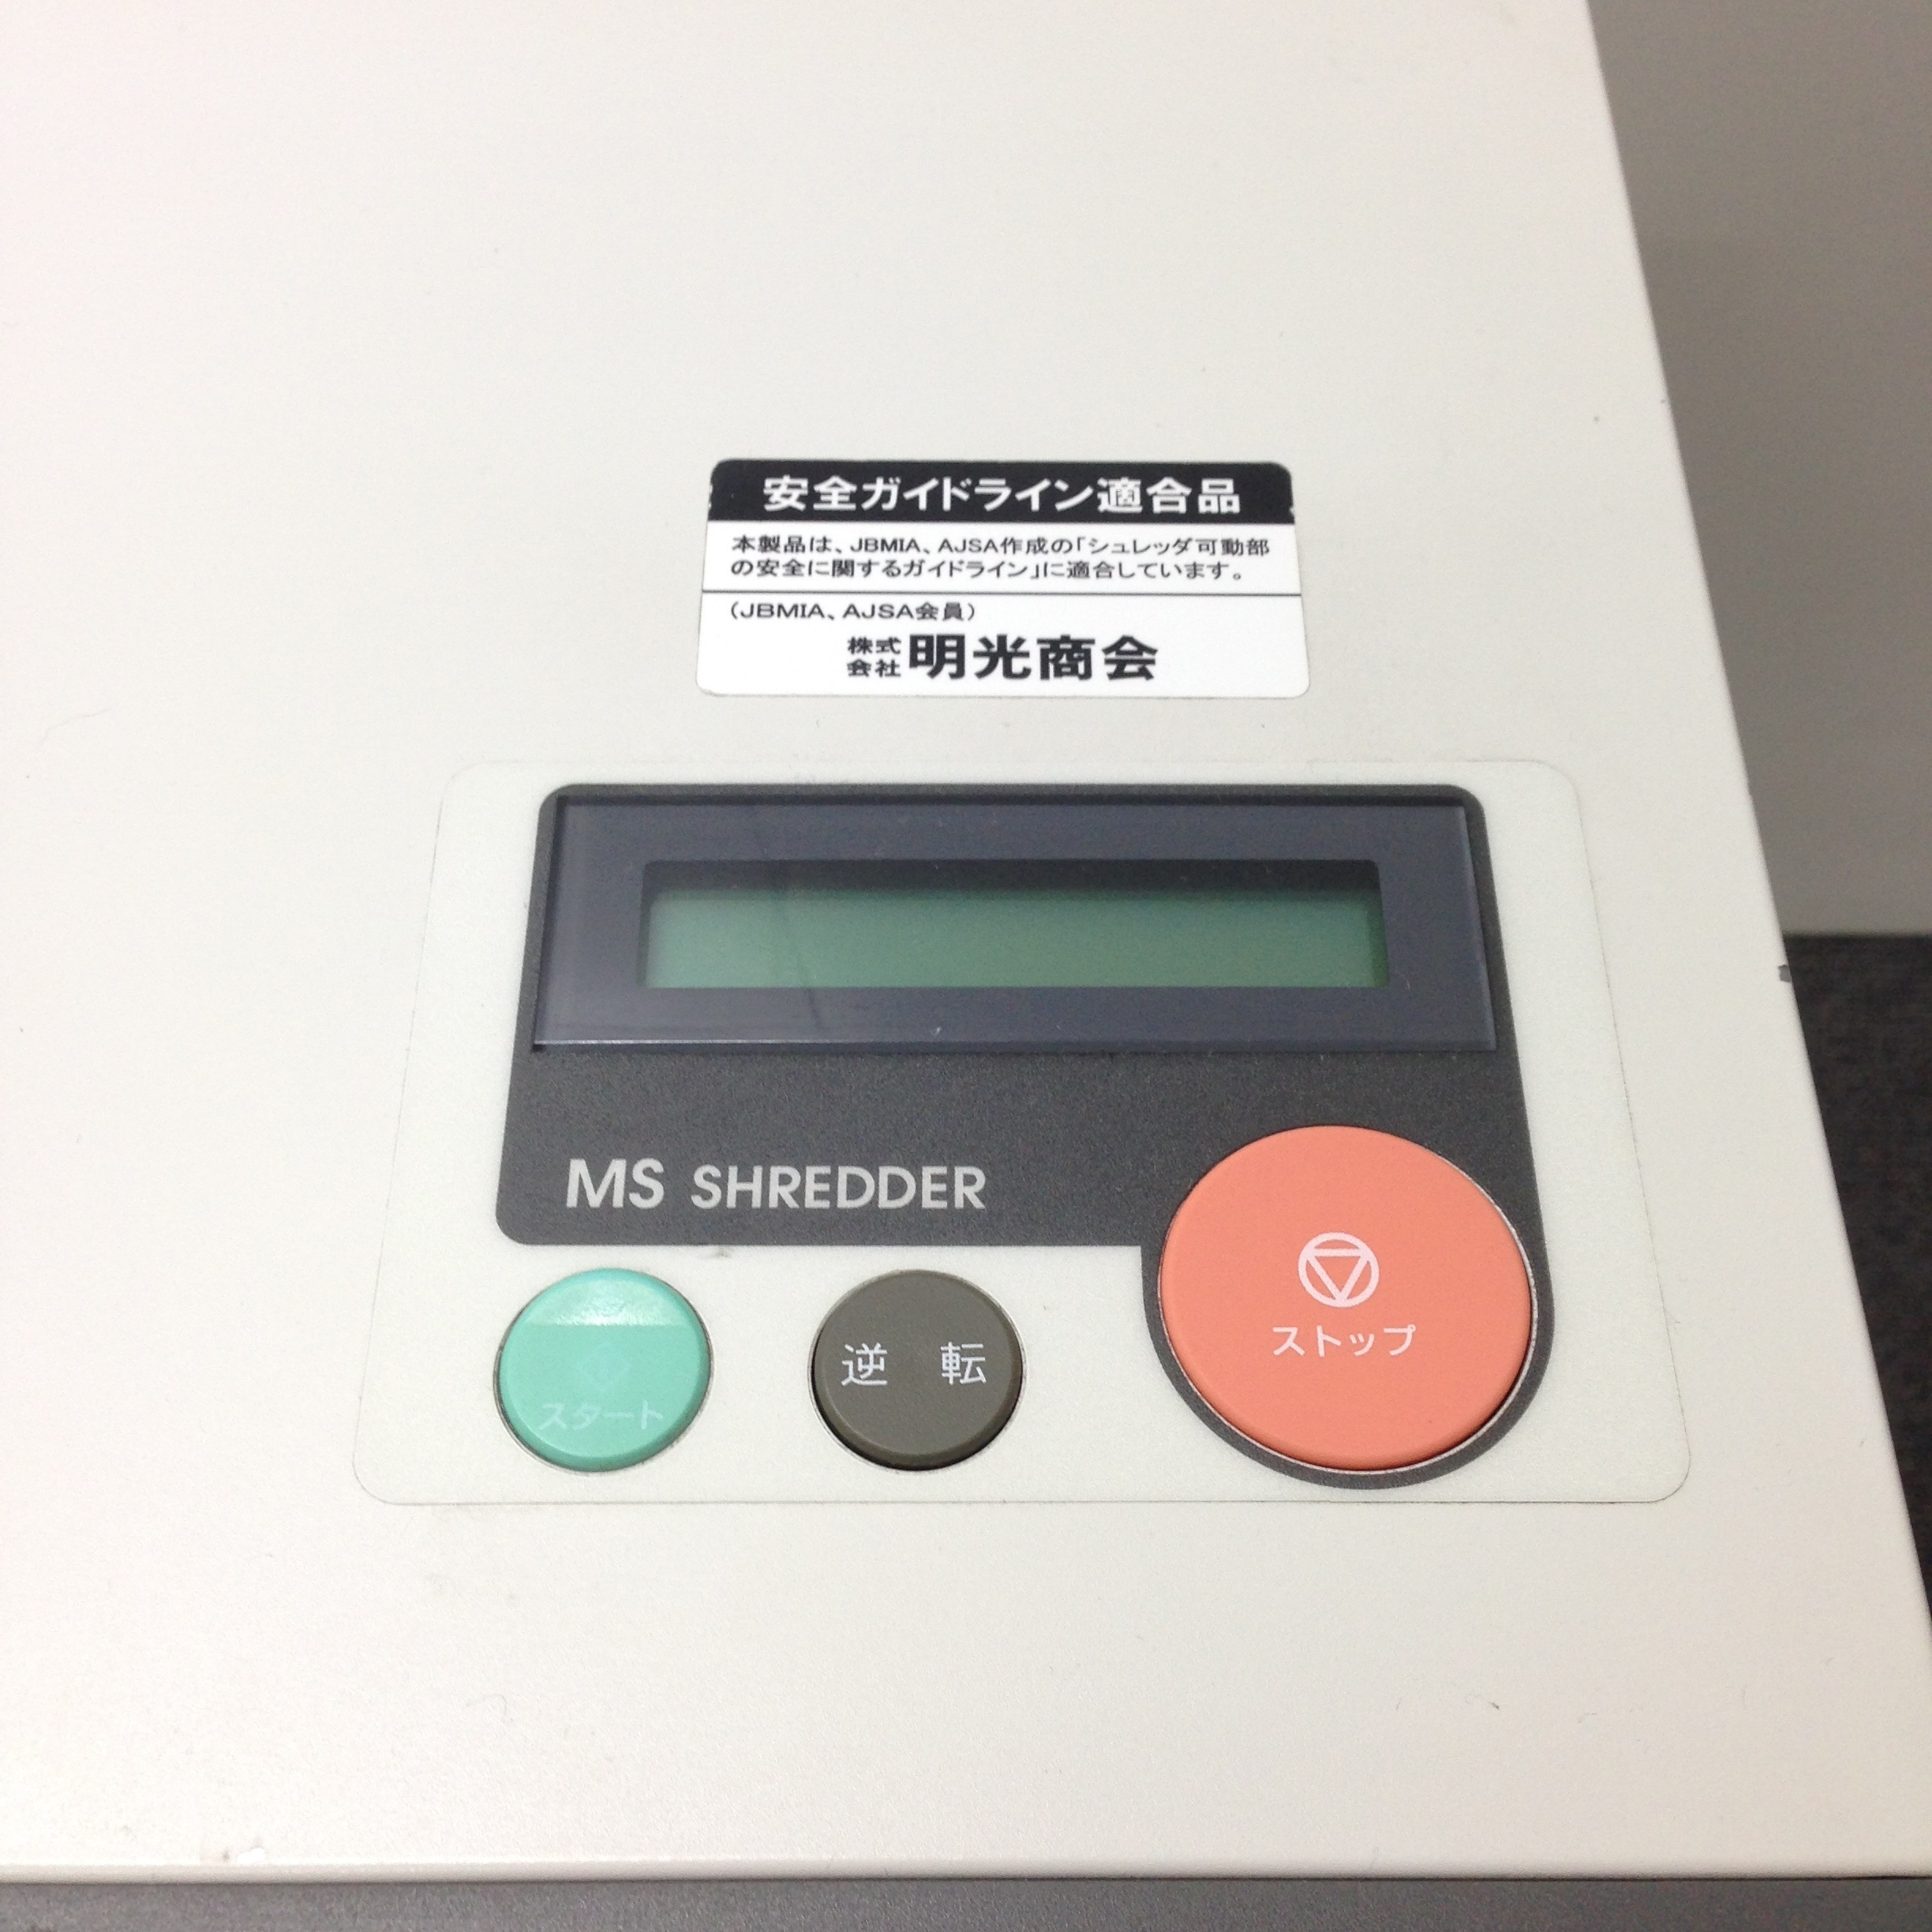 安全ガイドライン適合品
本製品は、JBMIA、AJSA作成の「シュレッダ可動部
の安全に関するガイドライン」に適合しています。
（JBMIA、AJSA会員）
株式
会社 明光商会
MS SHREDDER
スタート
逆 転
ストップ